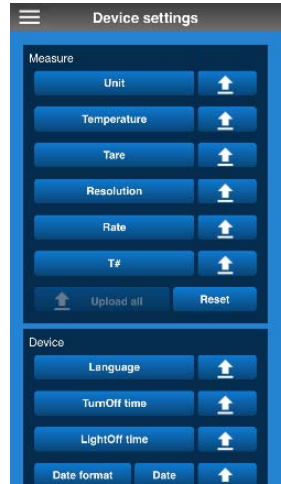 Device settings
Measure
Unit
Temperature
Tare
Resolution
Rate
T#
Upload all Reset
Device
Language
TurnOff time
LightOff time
Date format Date